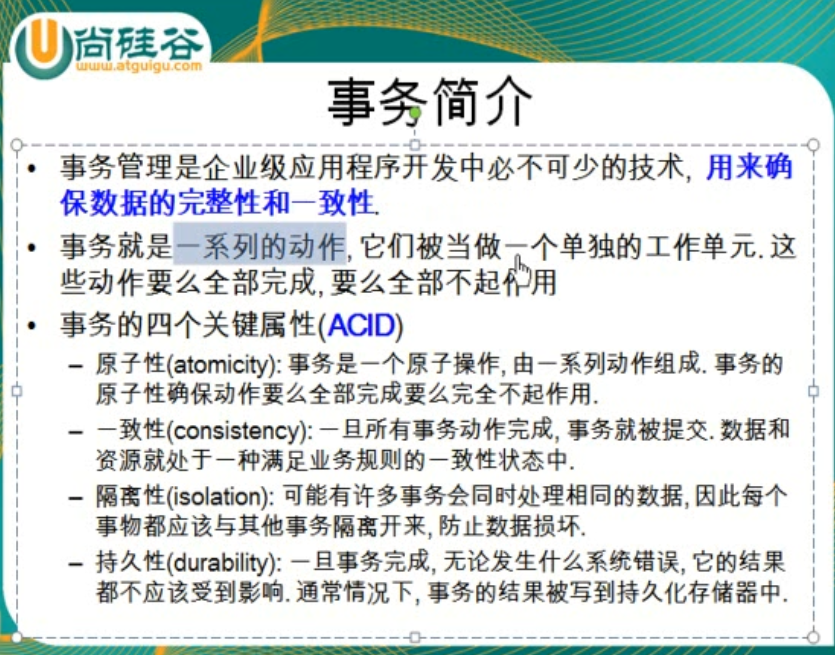 尚硅谷
www.atguigu.com
事务简介
• 事务管理是企业级应用程序开发中必不可少的技术, 用来确
保数据的完整性和一致性.
• 事务就是一系列的动作, 它们被当做一个单独的工作单元. 这
些动作要么全部完成, 要么全部不起作用
• 事务的四个关键属性(ACID)
– 原子性(atomicity): 事务是一个原子操作, 由一系列动作组成. 事务的
原子性确保动作要么全部完成要么完全不起作用.
– 一致性(consistency): 一旦所有事务动作完成, 事务就被提交. 数据和
资源就处于一种满足业务规则的一致性状态中.
– 隔离性(isolation): 可能有许多事务会同时处理相同的数据, 因此每个
事物都应该与其他事务隔离开来, 防止数据损坏.
– 持久性(durability): 一旦事务完成, 无论发生什么系统错误, 它的结果
都不应该受到影响. 通常情况下, 事务的结果被写到持久化存储器中.